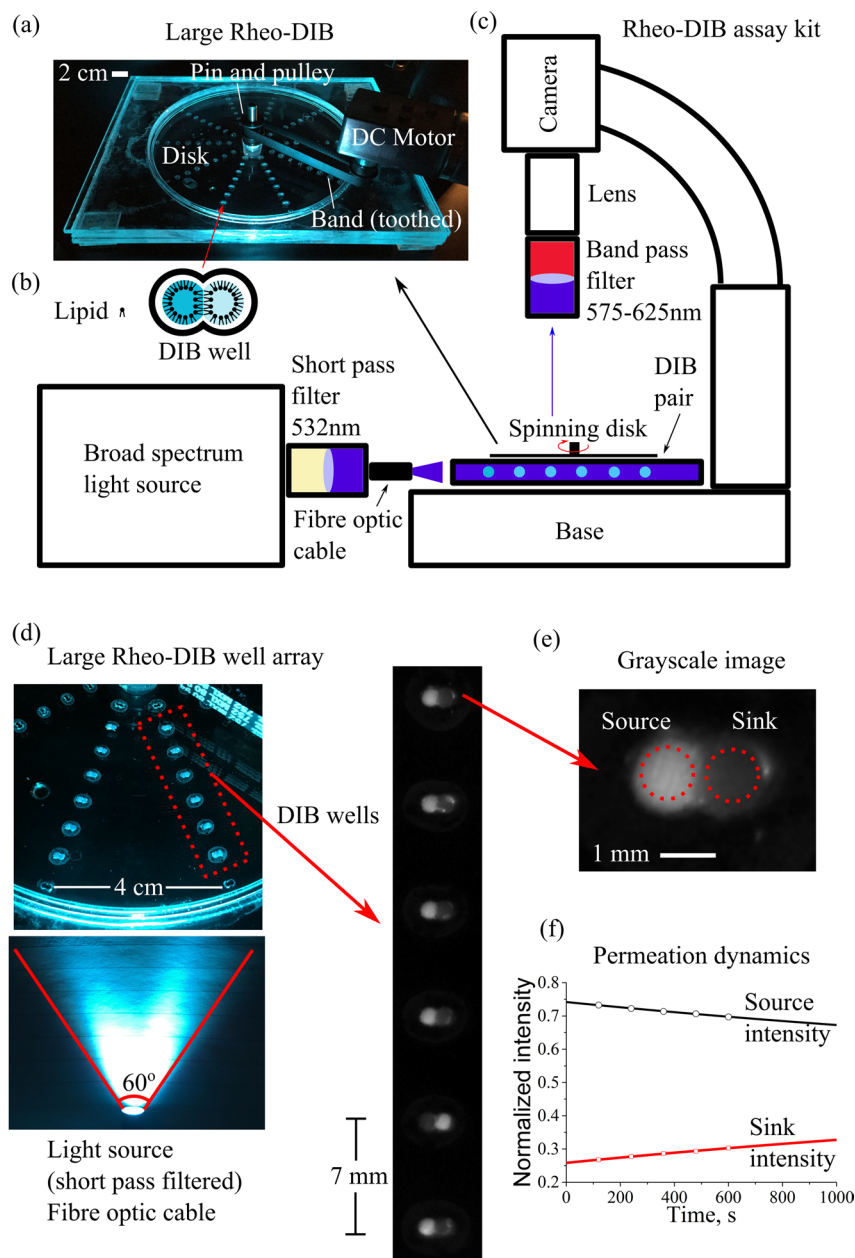 (a)
Large Rheo-DIB
2 cm
Pin and pulley
DC Motor
Disk
Band (toothed)
(b)
Lipid
DIB well
(c)
Rheo-DIB assay kit
Camera
Lens
Band pass
filter
575-625nm
Short pass
filter
532nm
DIB
pair
Spinning disk
Broad spectrum
light source
Fibre optic
cable
Base
(d)
Large Rheo-DIB well array
4 cm
DIB wells
60º
Light source
(short pass filtered)
Fibre optic cable
7 mm
(e)
Grayscale image
Source
Sink
1 mm
(f)
Permeation dynamics
Normalized intensity
0.8
0.7
0.6
0.5
0.4
0.3
0.2
Source
intensity
Sink
intensity
0
200
400
600
800
1000
Time, s